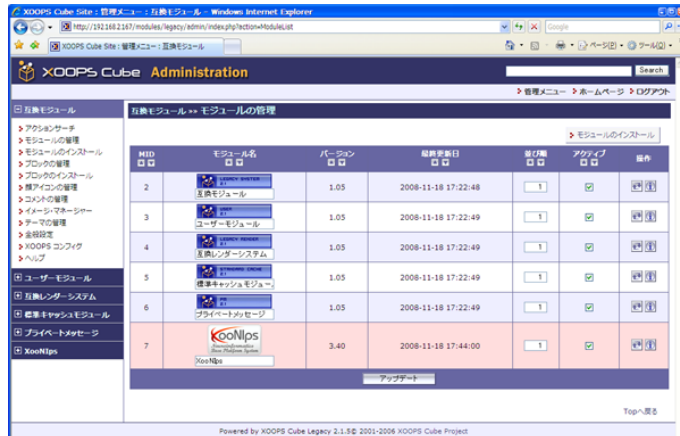 XOOPS Cube Site : 管理メニュー : 互換モジュール - Windows Internet Explorer
http://192.168.2.167/modules/legacy/admin/index.php?action=ModuleList
Google
XOOPS Cube Site : 管理メニュー : 互換モジュール
ページ(P)
ツール(O)
XOOPS Cube Administration
Search
管理メニュー ホームページ ログアウト
互換モジュール
アクションサーチ
モジュールの管理
モジュールのインストール
ブロックの管理
ブロックのインストール
顔アイコンの管理
コメントの管理
イメージ・マネージャー
テーマの管理
全般設定
XOOPS コンフィグ
ヘルプ
ユーザーモジュール
互換レンダーシステム
標準キャッシュモジュール
プライベートメッセージ
XooNIps
互換モジュール »» モジュールの管理
モジュールのインストール
MID モジュール名 バージョン 最終更新日 並び順 アクティブ 操作
LEGACY SYSTEM
2 互換モジュール 1.05 2008-11-18 17:22:48 1
USER
3 ユーザーモジュール 1.05 2008-11-18 17:22:49 1
LEGACY RENDER
4 互換レンダーシステム 1.05 2008-11-18 17:22:49 1
STANDARD CACHE
5 標準キャッシュモジュー 1.05 2008-11-18 17:22:49 1
PM
6 プライベートメッセージ 1.05 2008-11-18 17:22:49 1
XooNIps
Neuroinformatics
Base Platform System
7 XooNIps 3.40 2008-11-18 17:44:00 1
アップデート
Topへ戻る
Powered by XOOPS Cube Legacy 2.1.5© 2001-2006 XOOPS Cube Project